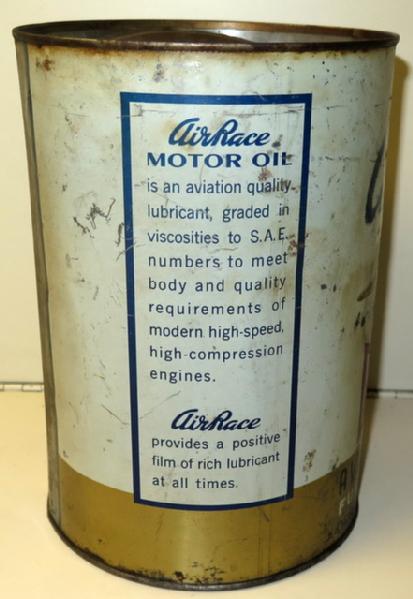 AirRace
MOTOR OIL
is an aviation quality
lubricant, graded in
viscosities to S.A.E.
numbers to meet
body and quality
requirements of
modern high-speed,
high-compression
engines.
AirRace
provides a positive
film of rich lubricant
at all times.